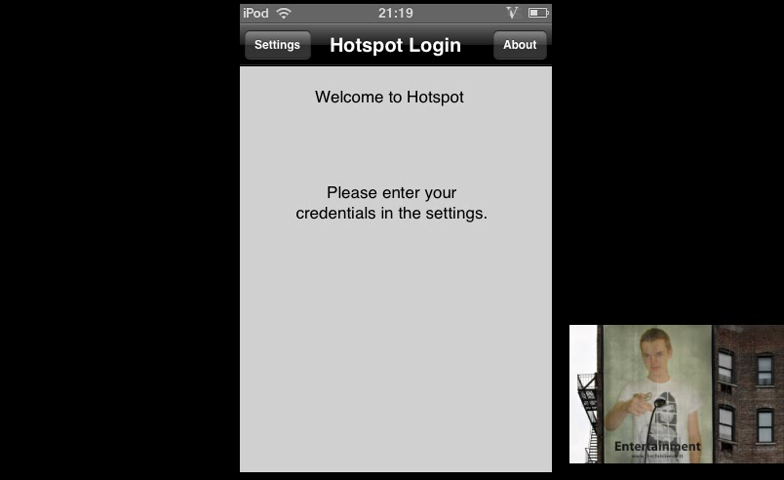 iPod 21:19 V
Settings Hotspot Login About
Welcome to Hotspot
Please enter your
credentials in the settings.
Entertainment